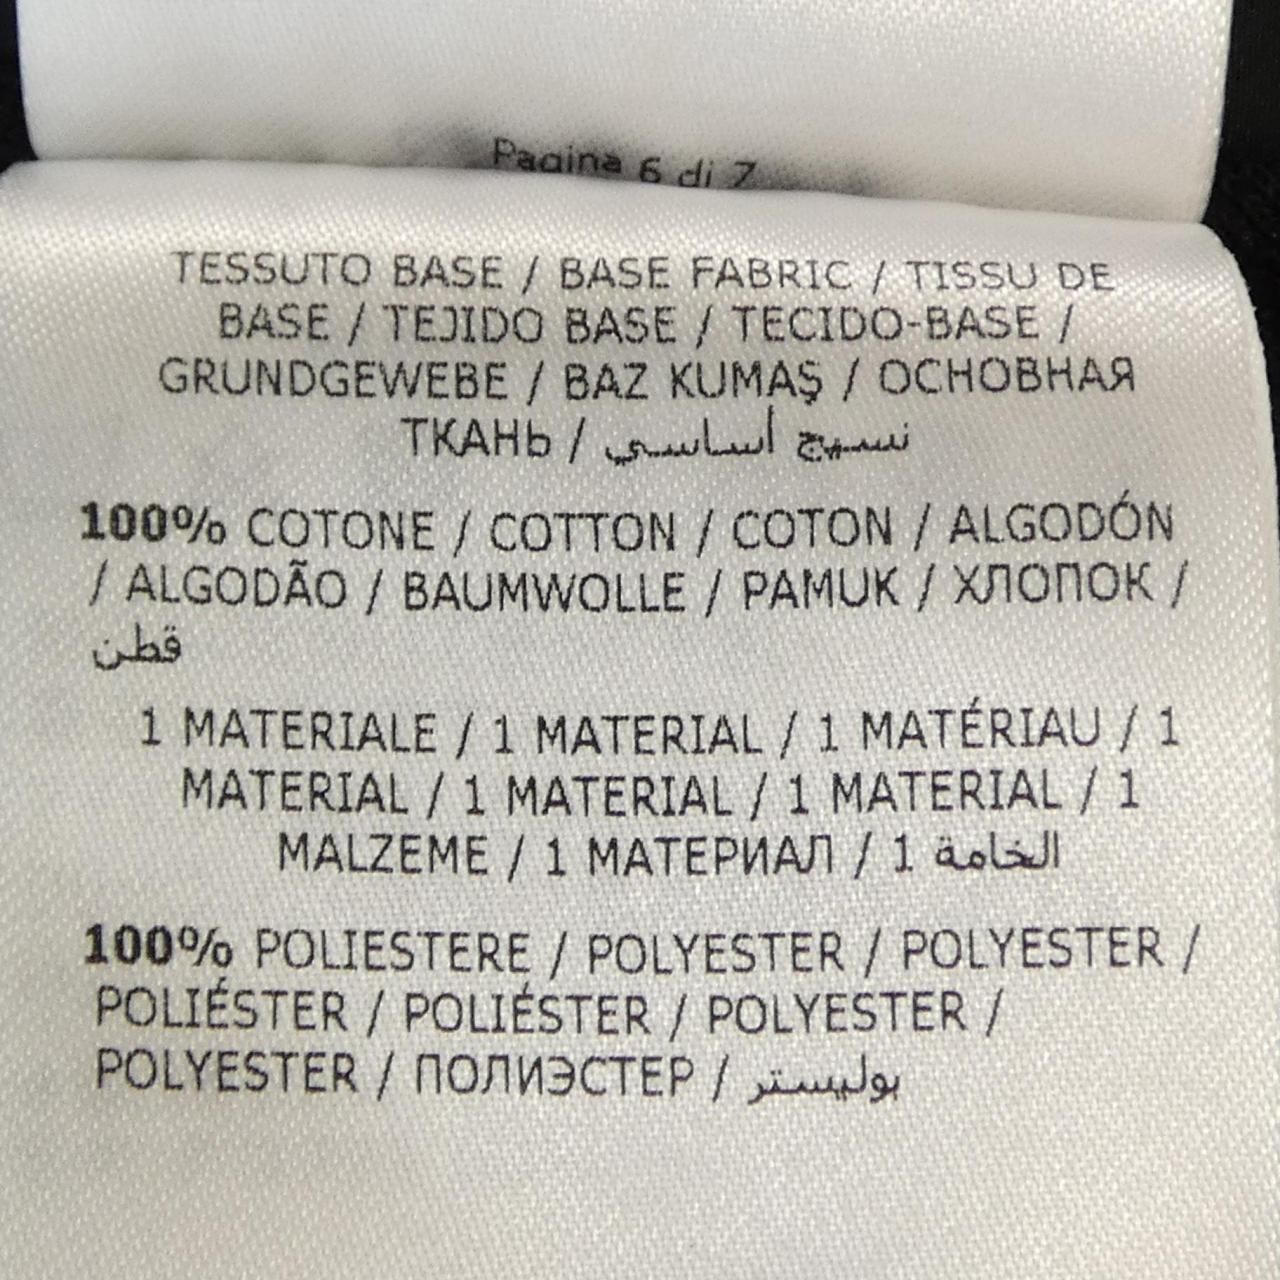 Pagina 6 di 7
TESSUTO BASE / BASE FABRIC / TISSU DE
BASE / TEJIDO BASE / TECIDO-BASE /
GRUNDGEWEBE / BAZ KUMAŞ / ОСНОВНАЯ
ТКАНЬ / نسيج أساسي
100% COTONE / COTTON / COTON / ALGODÓN
/ ALGODÃO / BAUMWOLLE / PAMUK / ХЛОПОК /
قطن
1 MATERIALE / 1 MATERIAL / 1 MATÉRIAU / 1
MATERIAL / 1 MATERIAL / 1 MATERIAL / 1
MALZEME / 1 МАТЕРИАЛ / 1 الخامة
100% POLIESTERE / POLYESTER / POLYESTER /
POLIÉSTER / POLIÉSTER / POLYESTER /
POLYESTER / ПОЛИЭСТЕР / بوليستر